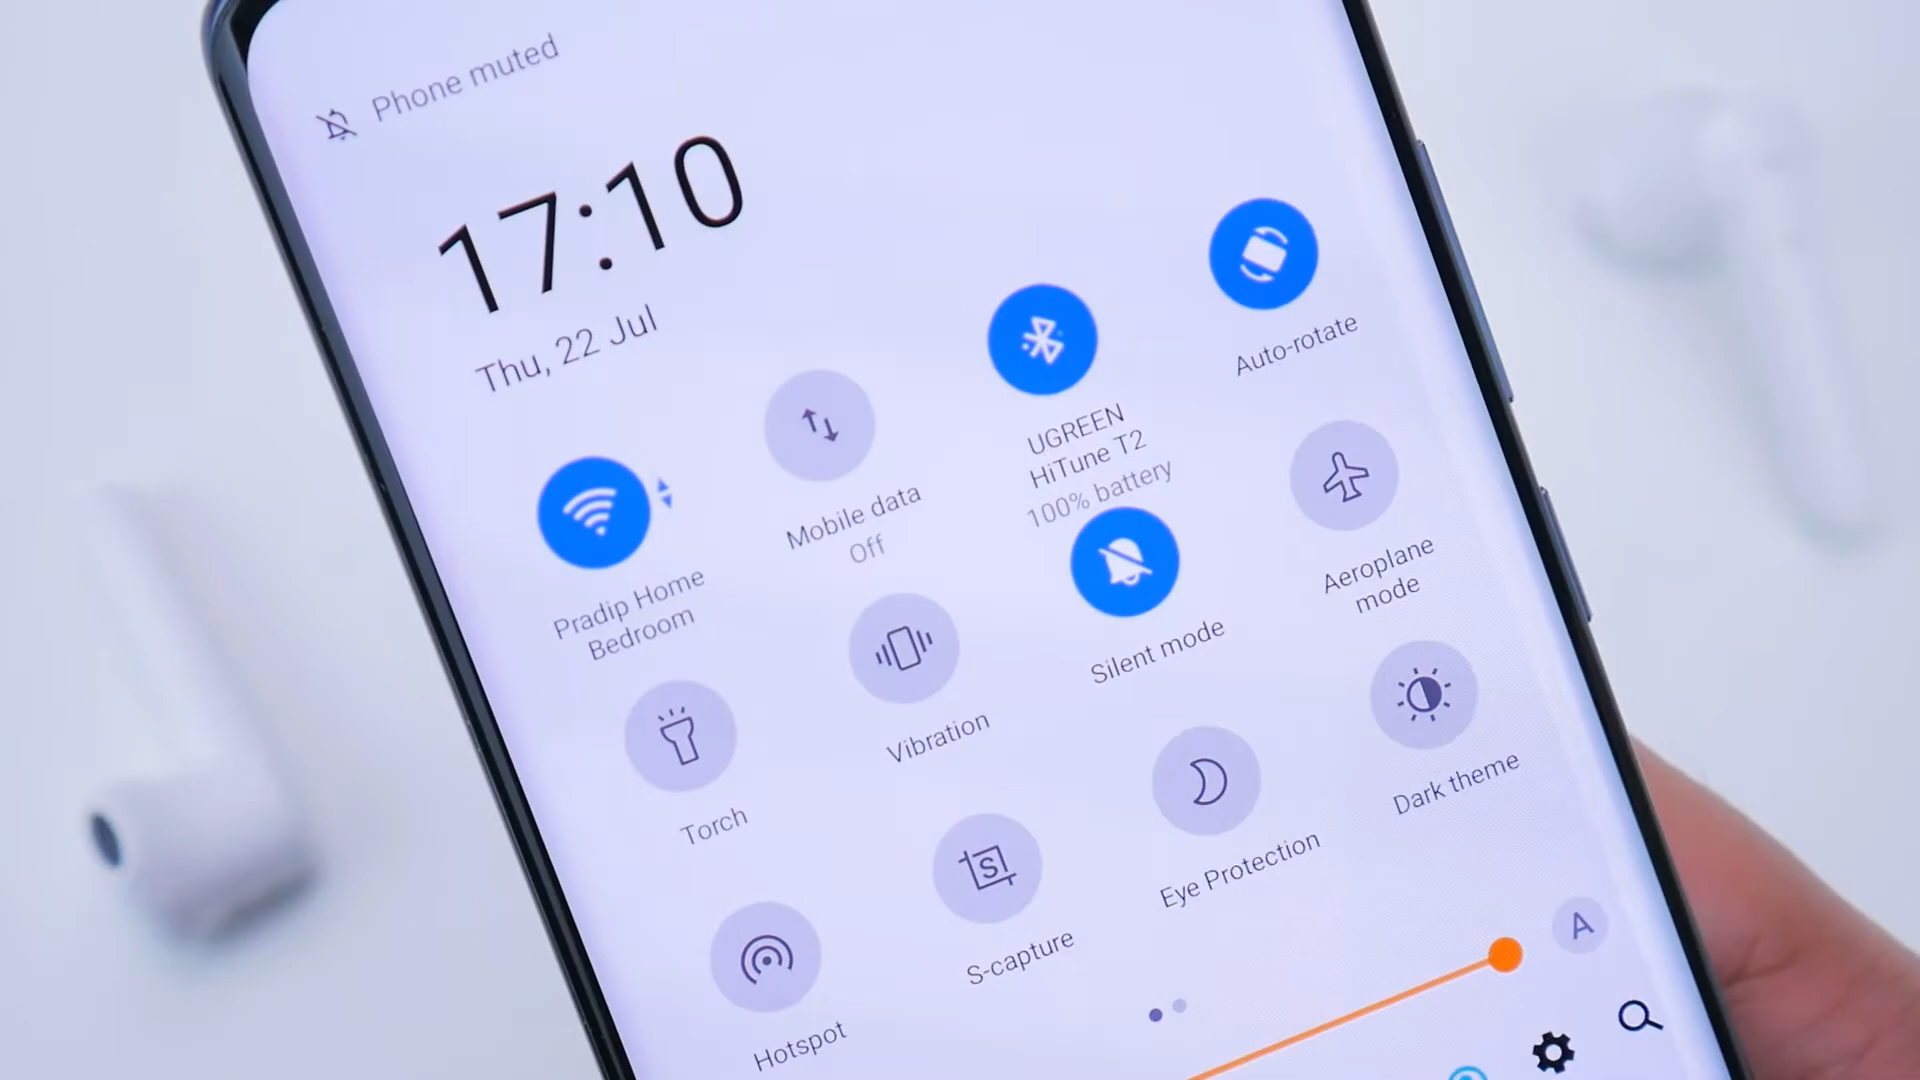 Phone muted
17:10
Thu, 22 Jul
Pradip Home
Bedroom
Mobile data
Off
UGREEN
HiTune T2
100% battery
Auto-rotate
Torch
Vibration
Silent mode
Aeroplane
mode
Hotspot
S
S-capture
Eye Protection
Dark theme
A